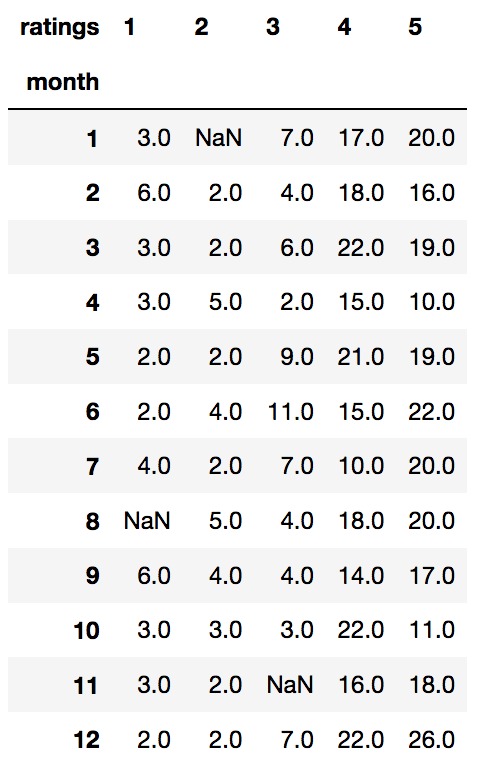 ratings 1 2 3 4 5
month
1 3.0 NaN 7.0 17.0 20.0
2 6.0 2.0 4.0 18.0 16.0
3 3.0 2.0 6.0 22.0 19.0
4 3.0 5.0 2.0 15.0 10.0
5 2.0 2.0 9.0 21.0 19.0
6 2.0 4.0 11.0 15.0 22.0
7 4.0 2.0 7.0 10.0 20.0
8 NaN 5.0 4.0 18.0 20.0
9 6.0 4.0 4.0 14.0 17.0
10 3.0 3.0 3.0 22.0 11.0
11 3.0 2.0 NaN 16.0 18.0
12 2.0 2.0 7.0 22.0 26.0